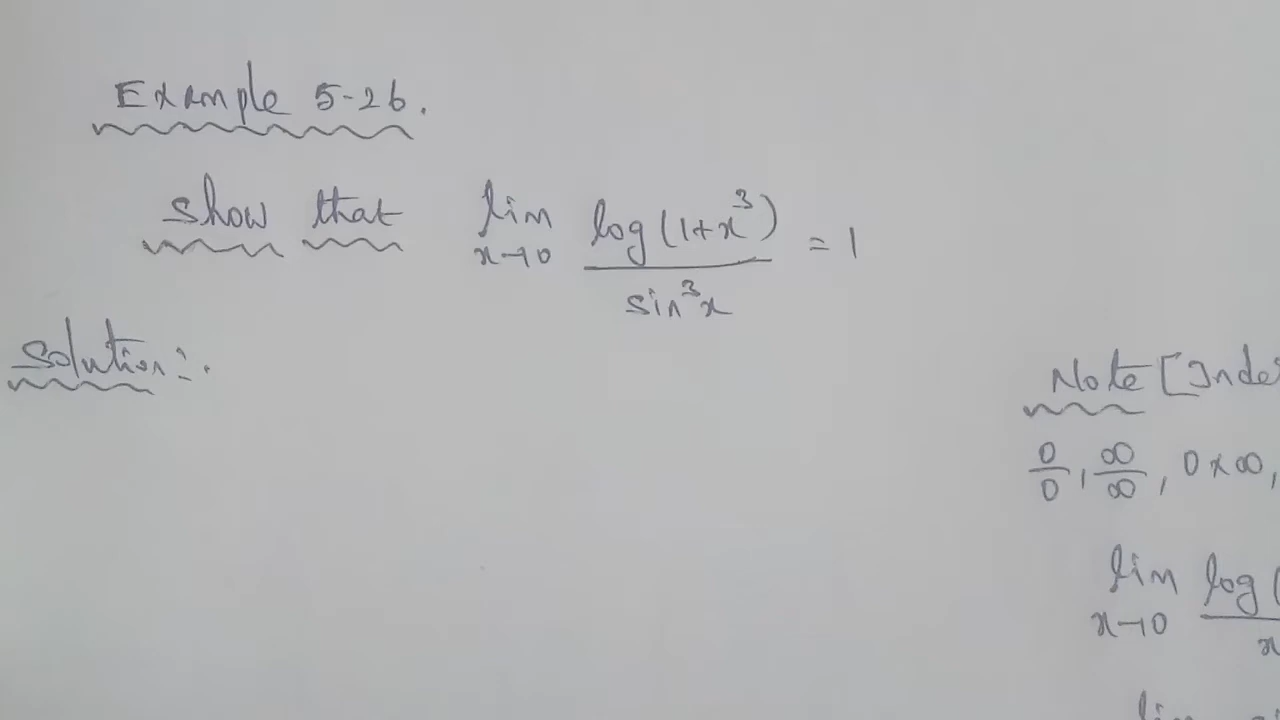 Example 5-26.
show that lim x→0 log(1+x³)/sin³x = 1
Solution:-
Note [Inde
0/0, ∞/∞, 0×∞,
lim x→0 log(/x
lim